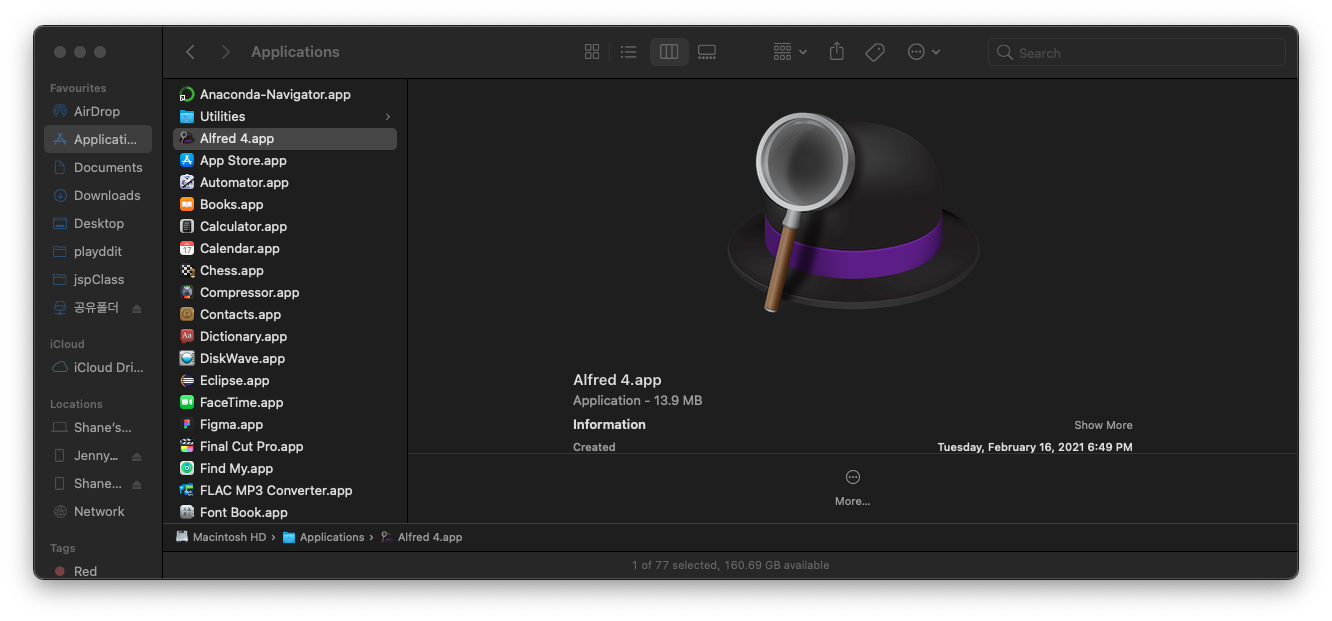 Applications
Search
Favourites
AirDrop
Applicati...
Documents
Downloads
Desktop
playddit
jspClass
공유폴더
iCloud
iCloud Dri...
Locations
Shane's...
Jenny...
Shane...
Network
Tags
Red
Anaconda-Navigator.app
Utilities
Alfred 4.app
App Store.app
Automator.app
Books.app
Calculator.app
Calendar.app
Chess.app
Compressor.app
Contacts.app
Dictionary.app
DiskWave.app
Eclipse.app
FaceTime.app
Figma.app
Final Cut Pro.app
Find My.app
FLAC MP3 Converter.app
Font Book.app
Alfred 4.app
Application - 13.9 MB
Information Show More
Created Tuesday, February 16, 2021 6:49 PM
More...
Macintosh HD › Applications › Alfred 4.app
1 of 77 selected, 160.69 GB available